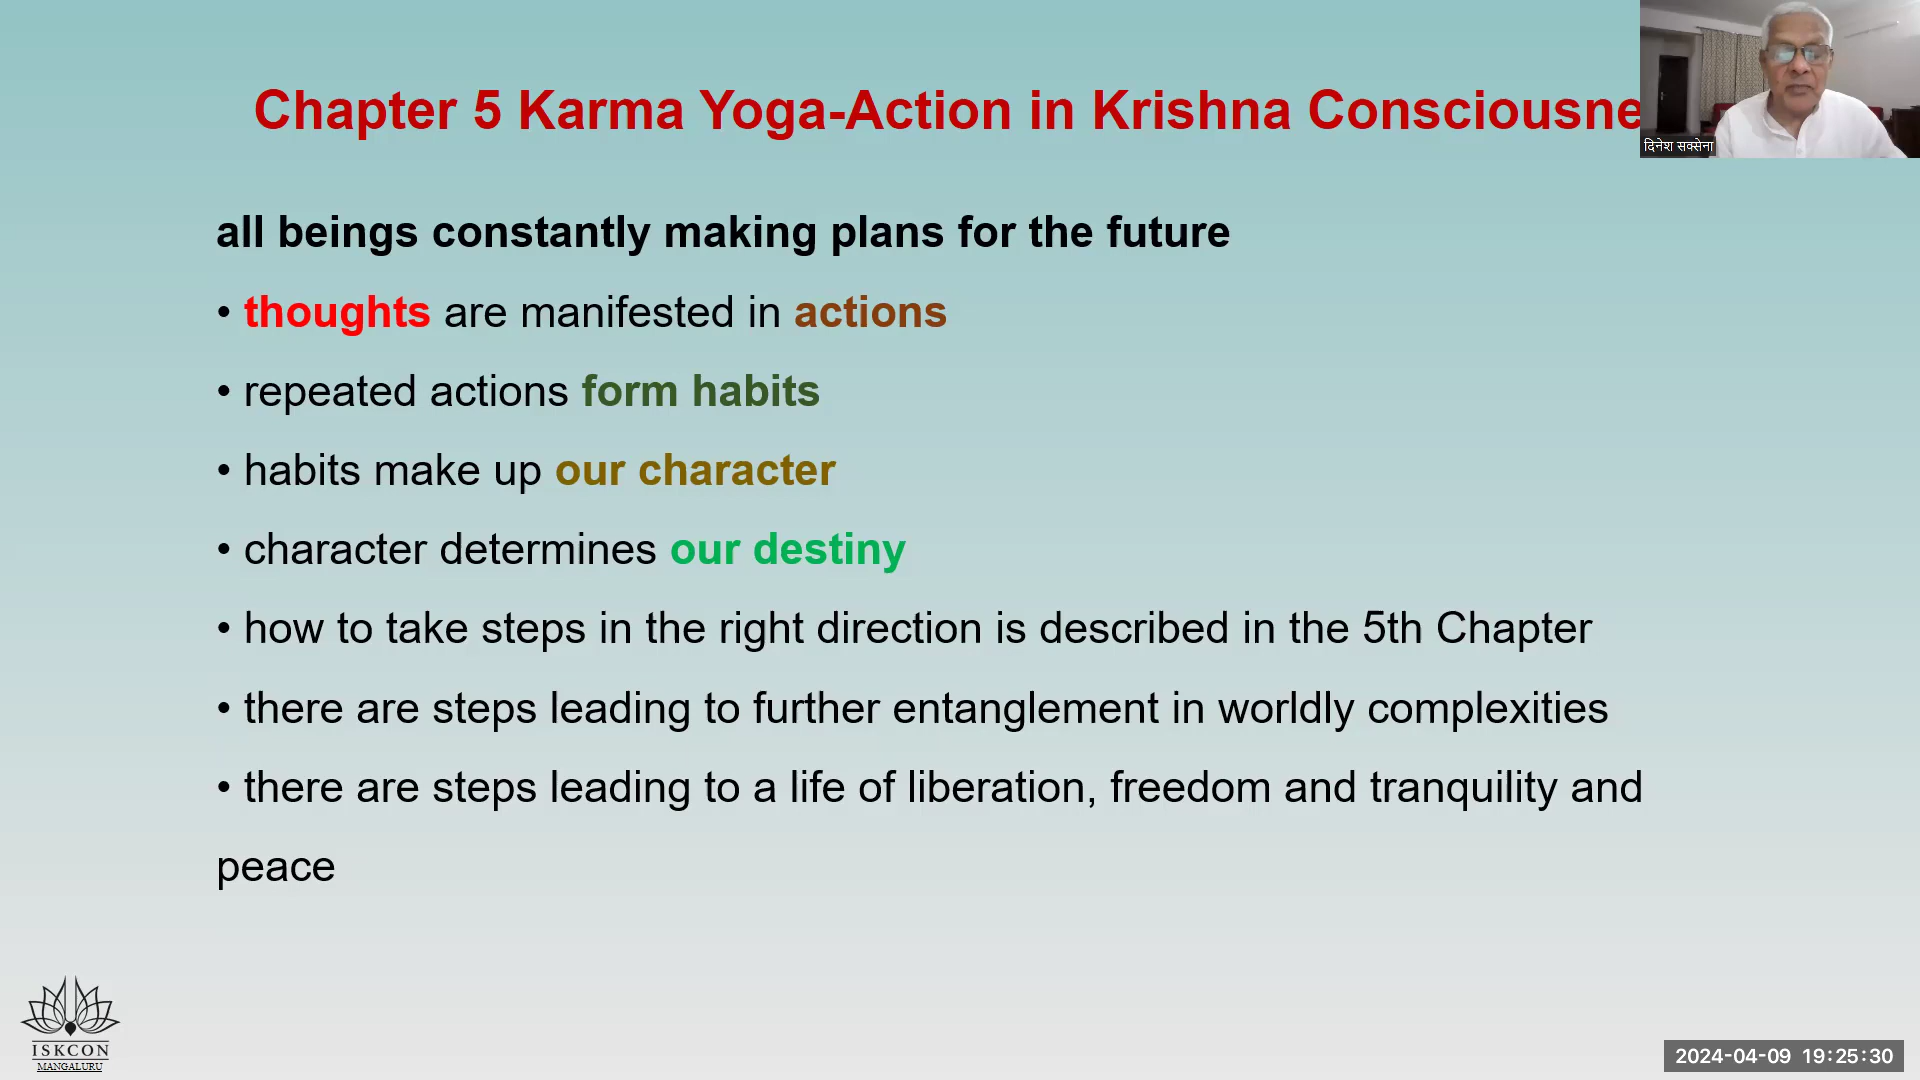 Chapter 5 Karma Yoga-Action in Krishna Consciousne
दिनेश सक्सेना
all beings constantly making plans for the future
• thoughts are manifested in actions
• repeated actions form habits
• habits make up our character
• character determines our destiny
• how to take steps in the right direction is described in the 5th Chapter
• there are steps leading to further entanglement in worldly complexities
• there are steps leading to a life of liberation, freedom and tranquility and
peace
ISKCON
MANGALURU
2024-04-09 19:25:30